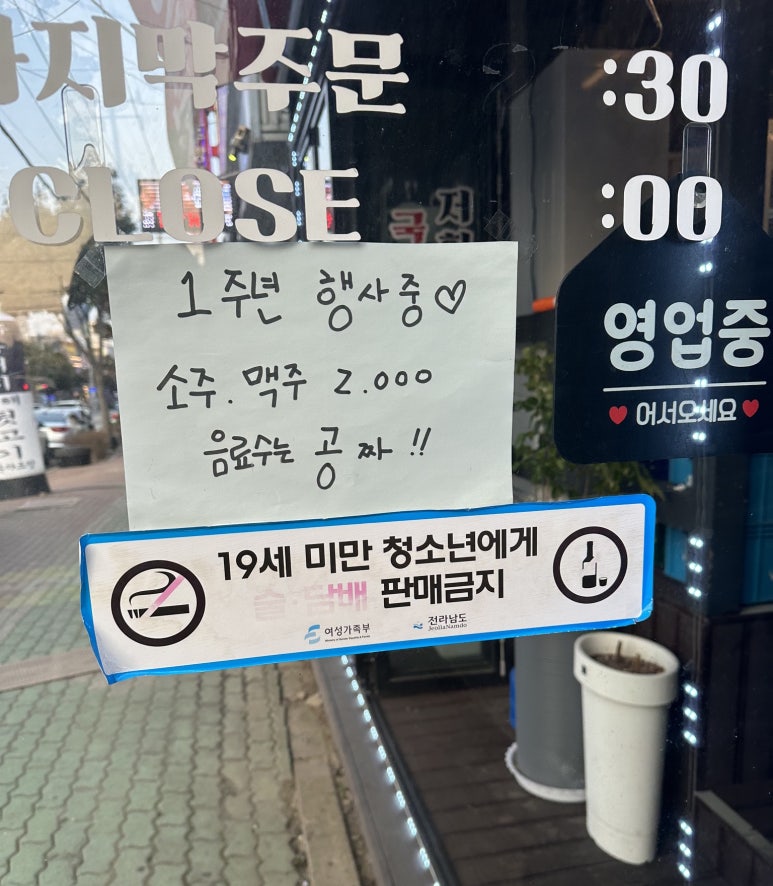 마지막주문 :30
CLOSE :00
1주년 행사중♡
소주. 맥주 2.000
음료수는 공짜 !!
영업중
♥ 어서오세요 ♥
19세 미만 청소년에게
술·담배 판매금지
여성가족부
전라남도
JeollaNamdo